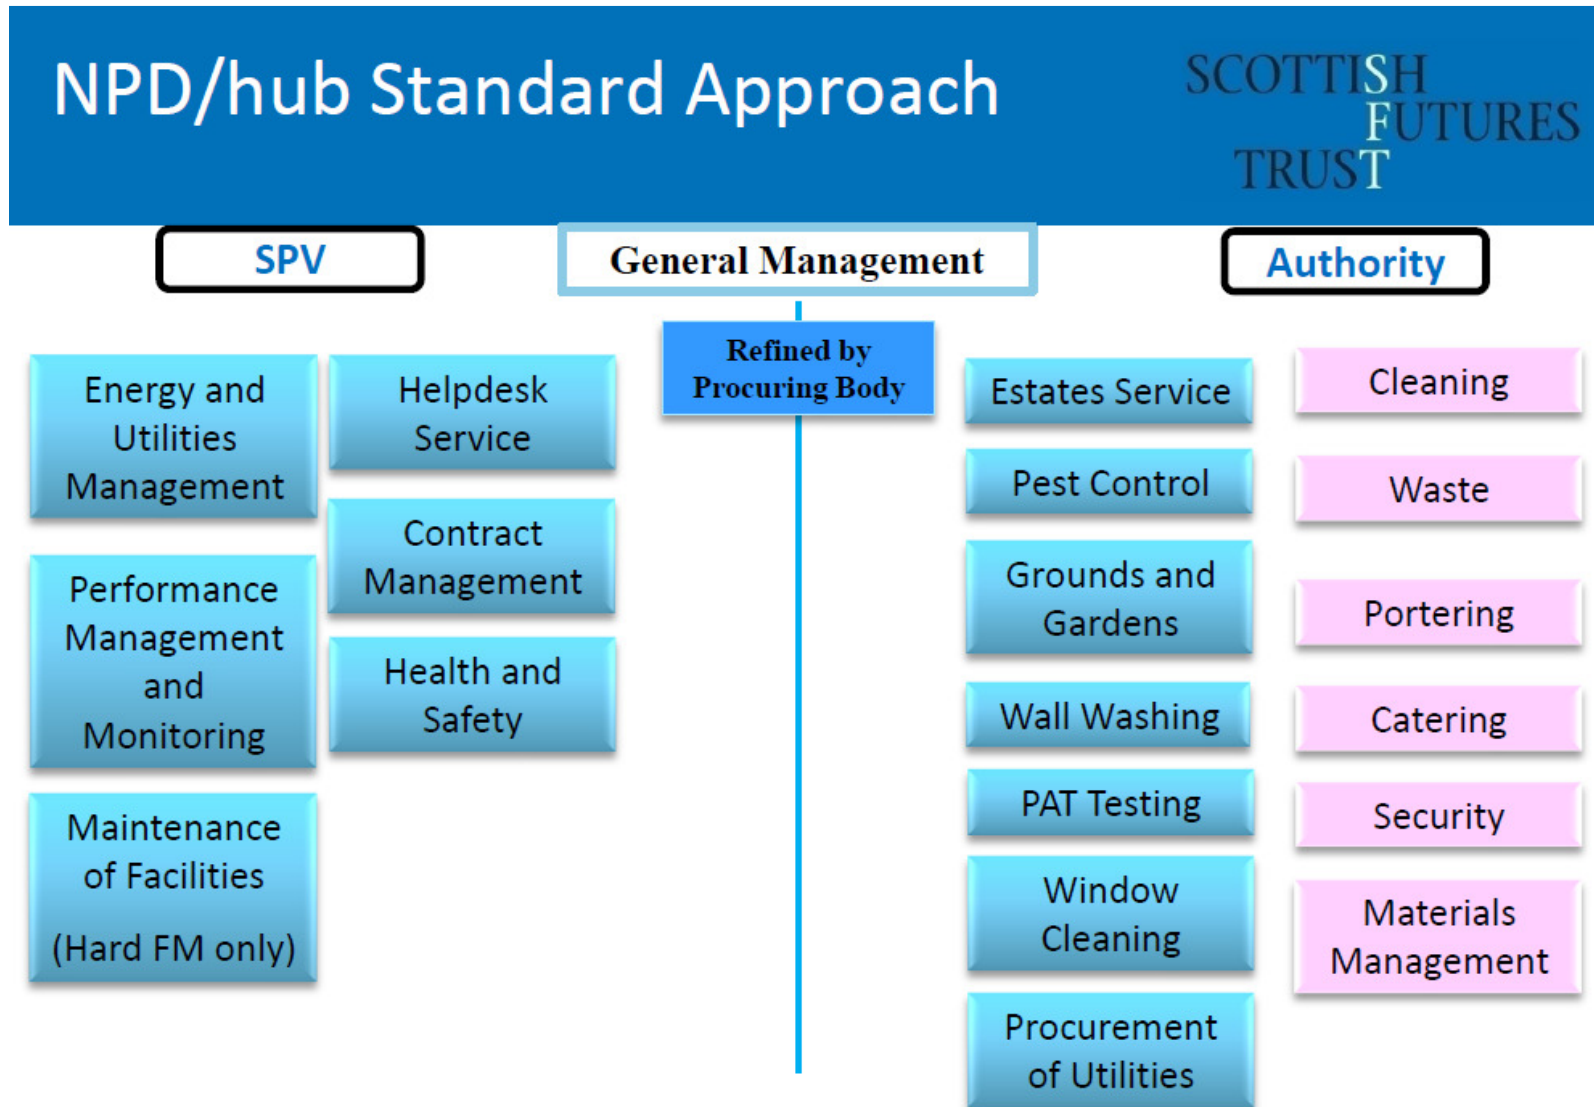 NPD/hub Standard Approach
SCOTTISH
FUTURES
TRUST
SPV
General Management
Authority
Refined by
Procuring Body
Energy and
Utilities
Management
Performance
Management
and
Monitoring
Maintenance
of Facilities
(Hard FM only)
Helpdesk
Service
Contract
Management
Health and
Safety
Estates Service
Pest Control
Grounds and
Gardens
Wall Washing
PAT Testing
Window
Cleaning
Procurement
of Utilities
Cleaning
Waste
Portering
Catering
Security
Materials
Management